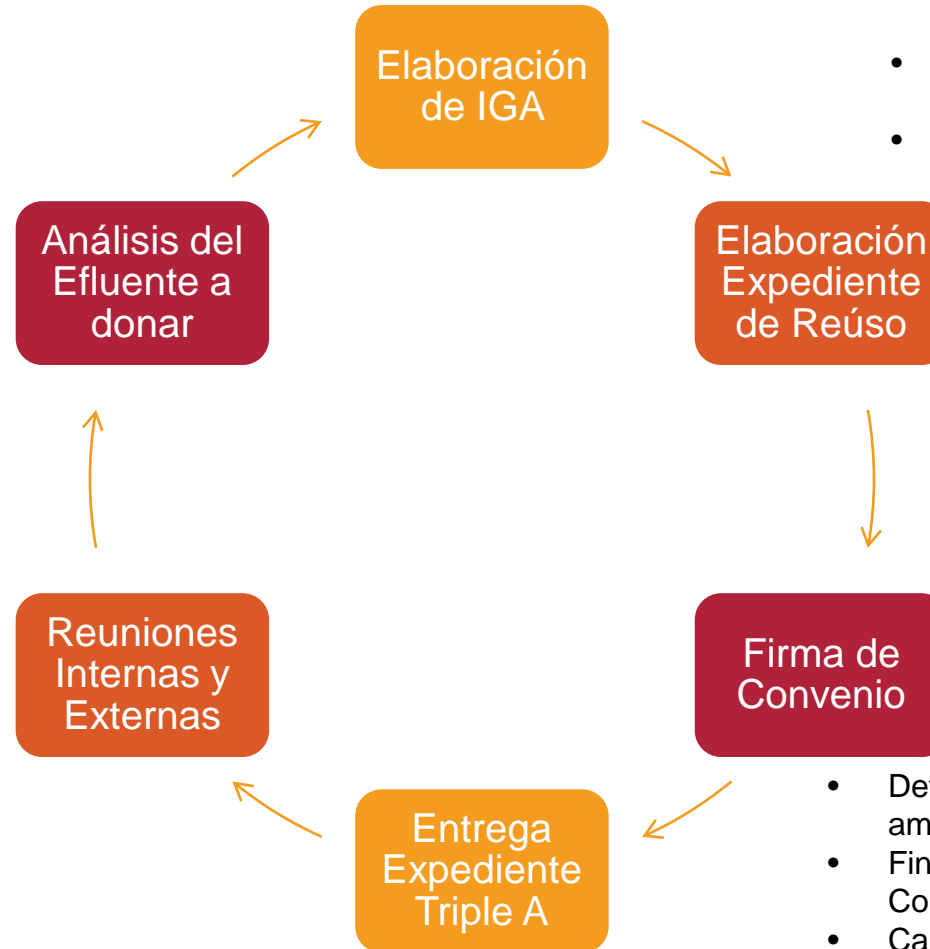 Elaboración
de IGA
Elaboración
Expediente
de Reúso
Firma de
Convenio
Entrega
Expediente
Triple A
Reuniones
Internas y
Externas
Análisis del
Efluente a
donar
•
•
•
•
•